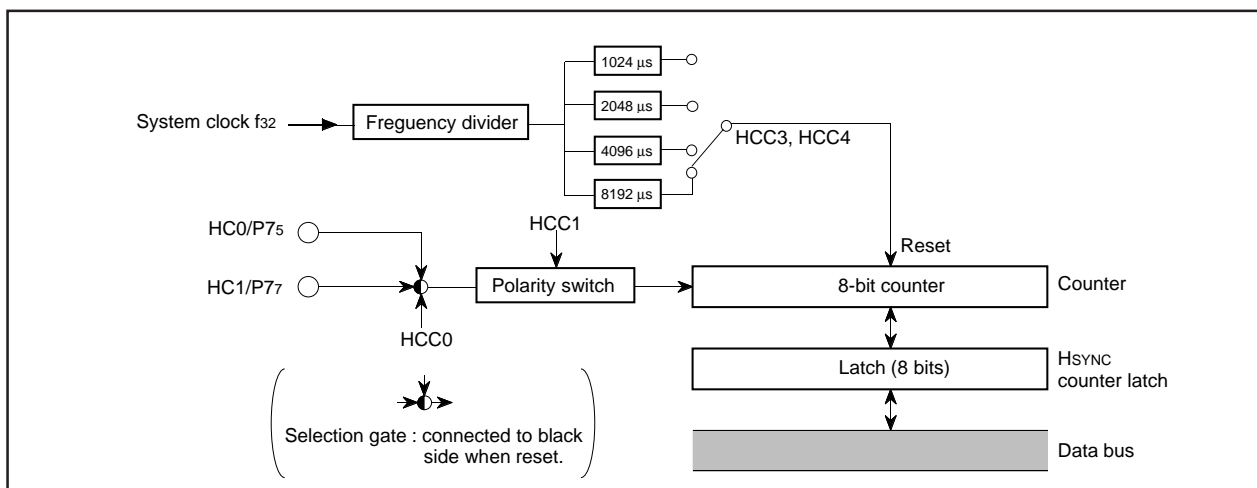 1024 µs
2048 µs
System clock f32
Freguency divider
4096 µs
HCC3, HCC4
8192 µs
HCC1
HC0/P75
Reset
HC1/P77
Polarity switch
8-bit counter
Counter
HCC0
Latch (8 bits)
HSYNC
counter latch
Selection gate : connected to black
side when reset.
Data bus